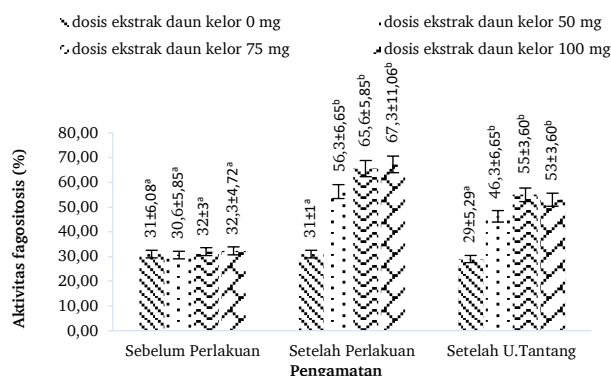 dosis ekstrak daun kelor 0 mg
dosis ekstrak daun kelor 50 mg
dosis ekstrak daun kelor 75 mg
dosis ekstrak daun kelor 100 mg
Aktivitas fagositosis (%)
80,00
70,00
60,00
50,00
40,00
30,00
20,00
10,00
0,00
31±6,08ᵃ
30,6±5,85ᵃ
32±3ᵃ
32,3±4,72ᵃ
31±1ᵃ
56,3±6,65ᵇ
65,6±5,85ᵇ
67,3±11,06ᵇ
29±5,29ᵃ
46,3±6,65ᵇ
55±3,60ᵇ
53±3,60ᵇ
Sebelum Perlakuan
Setelah Perlakuan
Setelah U.Tantang
Pengamatan